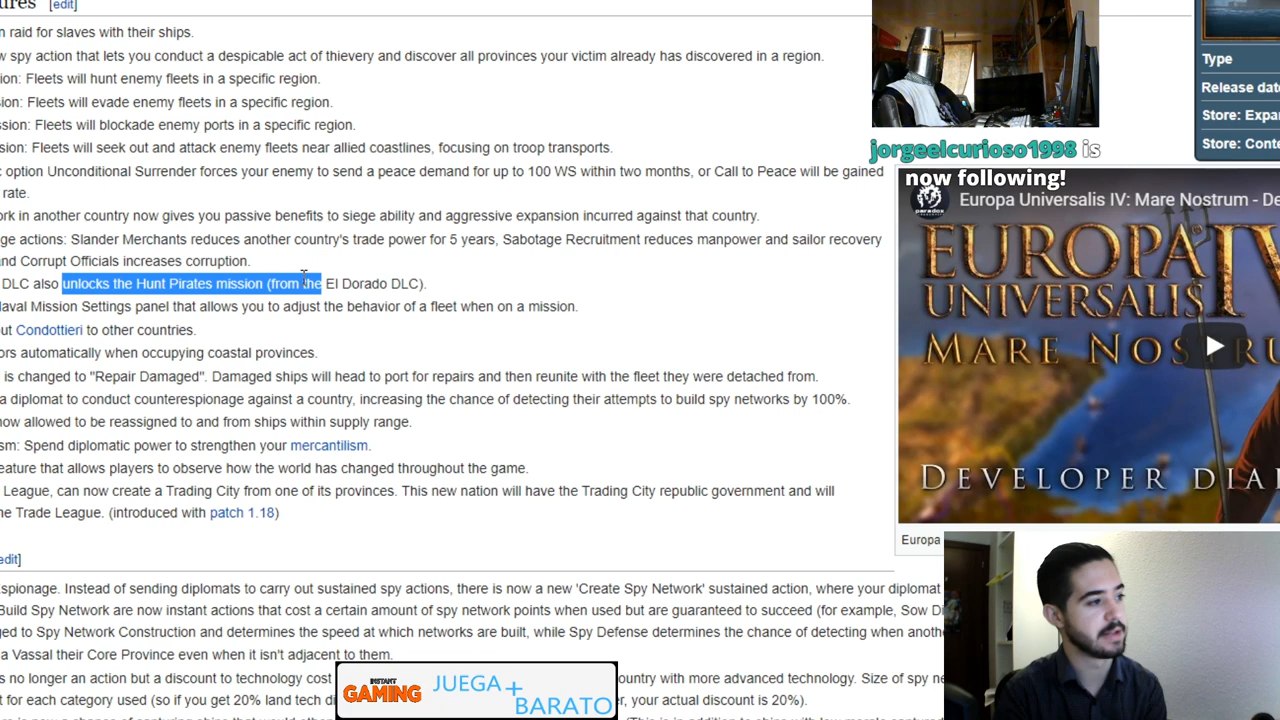 ures [edit]
n raid for slaves with their ships.
w spy action that lets you conduct a despicable act of thievery and discover all provinces your victim already has discovered in a region.
ion: Fleets will hunt enemy fleets in a specific region.
sion: Fleets will evade enemy fleets in a specific region.
ssion: Fleets will blockade enemy ports in a specific region.
sion: Fleets will seek out and attack enemy fleets near allied coastlines, focusing on troop transports.
option Unconditional Surrender forces your enemy to send a peace demand for up to 100 WS within two months, or Call to Peace will be gained
rate.
ork in another country now gives you passive benefits to siege ability and aggressive expansion incurred against that country.
ge actions: Slander Merchants reduces another country's trade power for 5 years, Sabotage Recruitment reduces manpower and sailor recovery
and Corrupt Officials increases corruption.
DLC also unlocks the Hunt Pirates mission (from the El Dorado DLC).
Naval Mission Settings panel that allows you to adjust the behavior of a fleet when on a mission.
out Condottieri to other countries.
ors automatically when occupying coastal provinces.
is changed to "Repair Damaged". Damaged ships will head to port for repairs and then reunite with the fleet they were detached from.
a diplomat to conduct counterespionage against a country, increasing the chance of detecting their attempts to build spy networks by 100%.
now allowed to be reassigned to and from ships within supply range.
ism: Spend diplomatic power to strengthen your mercantilism.
eature that allows players to observe how the world has changed throughout the game.
League, can now create a Trading City from one of its provinces. This new nation will have the Trading City republic government and will
he Trade League. (introduced with patch 1.18)
edit]
spionage. Instead of sending diplomats to carry out sustained spy actions, there is now a new 'Create Spy Network' sustained action, where your diplomat
Build Spy Network are now instant actions that cost a certain amount of spy network points when used but are guaranteed to succeed (for example, Sow Di
ged to Spy Network Construction and determines the speed at which networks are built, while Spy Defense determines the chance of detecting when anothe
a Vassal their Core Province even when it isn't adjacent to them.
s no longer an action but a discount to technology cost
ountry with more advanced technology. Size of spy ne
t for each category used (so if you get 20% land tech di
r, your actual discount is 20%).
jorgeelcurioso1998 is
now following!
Type
Release dat
Store: Expa
Store: Conte
Europa Universalis IV: Mare Nostrum - De
EUROPA
UNIVERSALIS IV
MARE NOSTRU
DEVELOPER DIA
Europa
INSTANT
GAMING
JUEGA+
BARATO